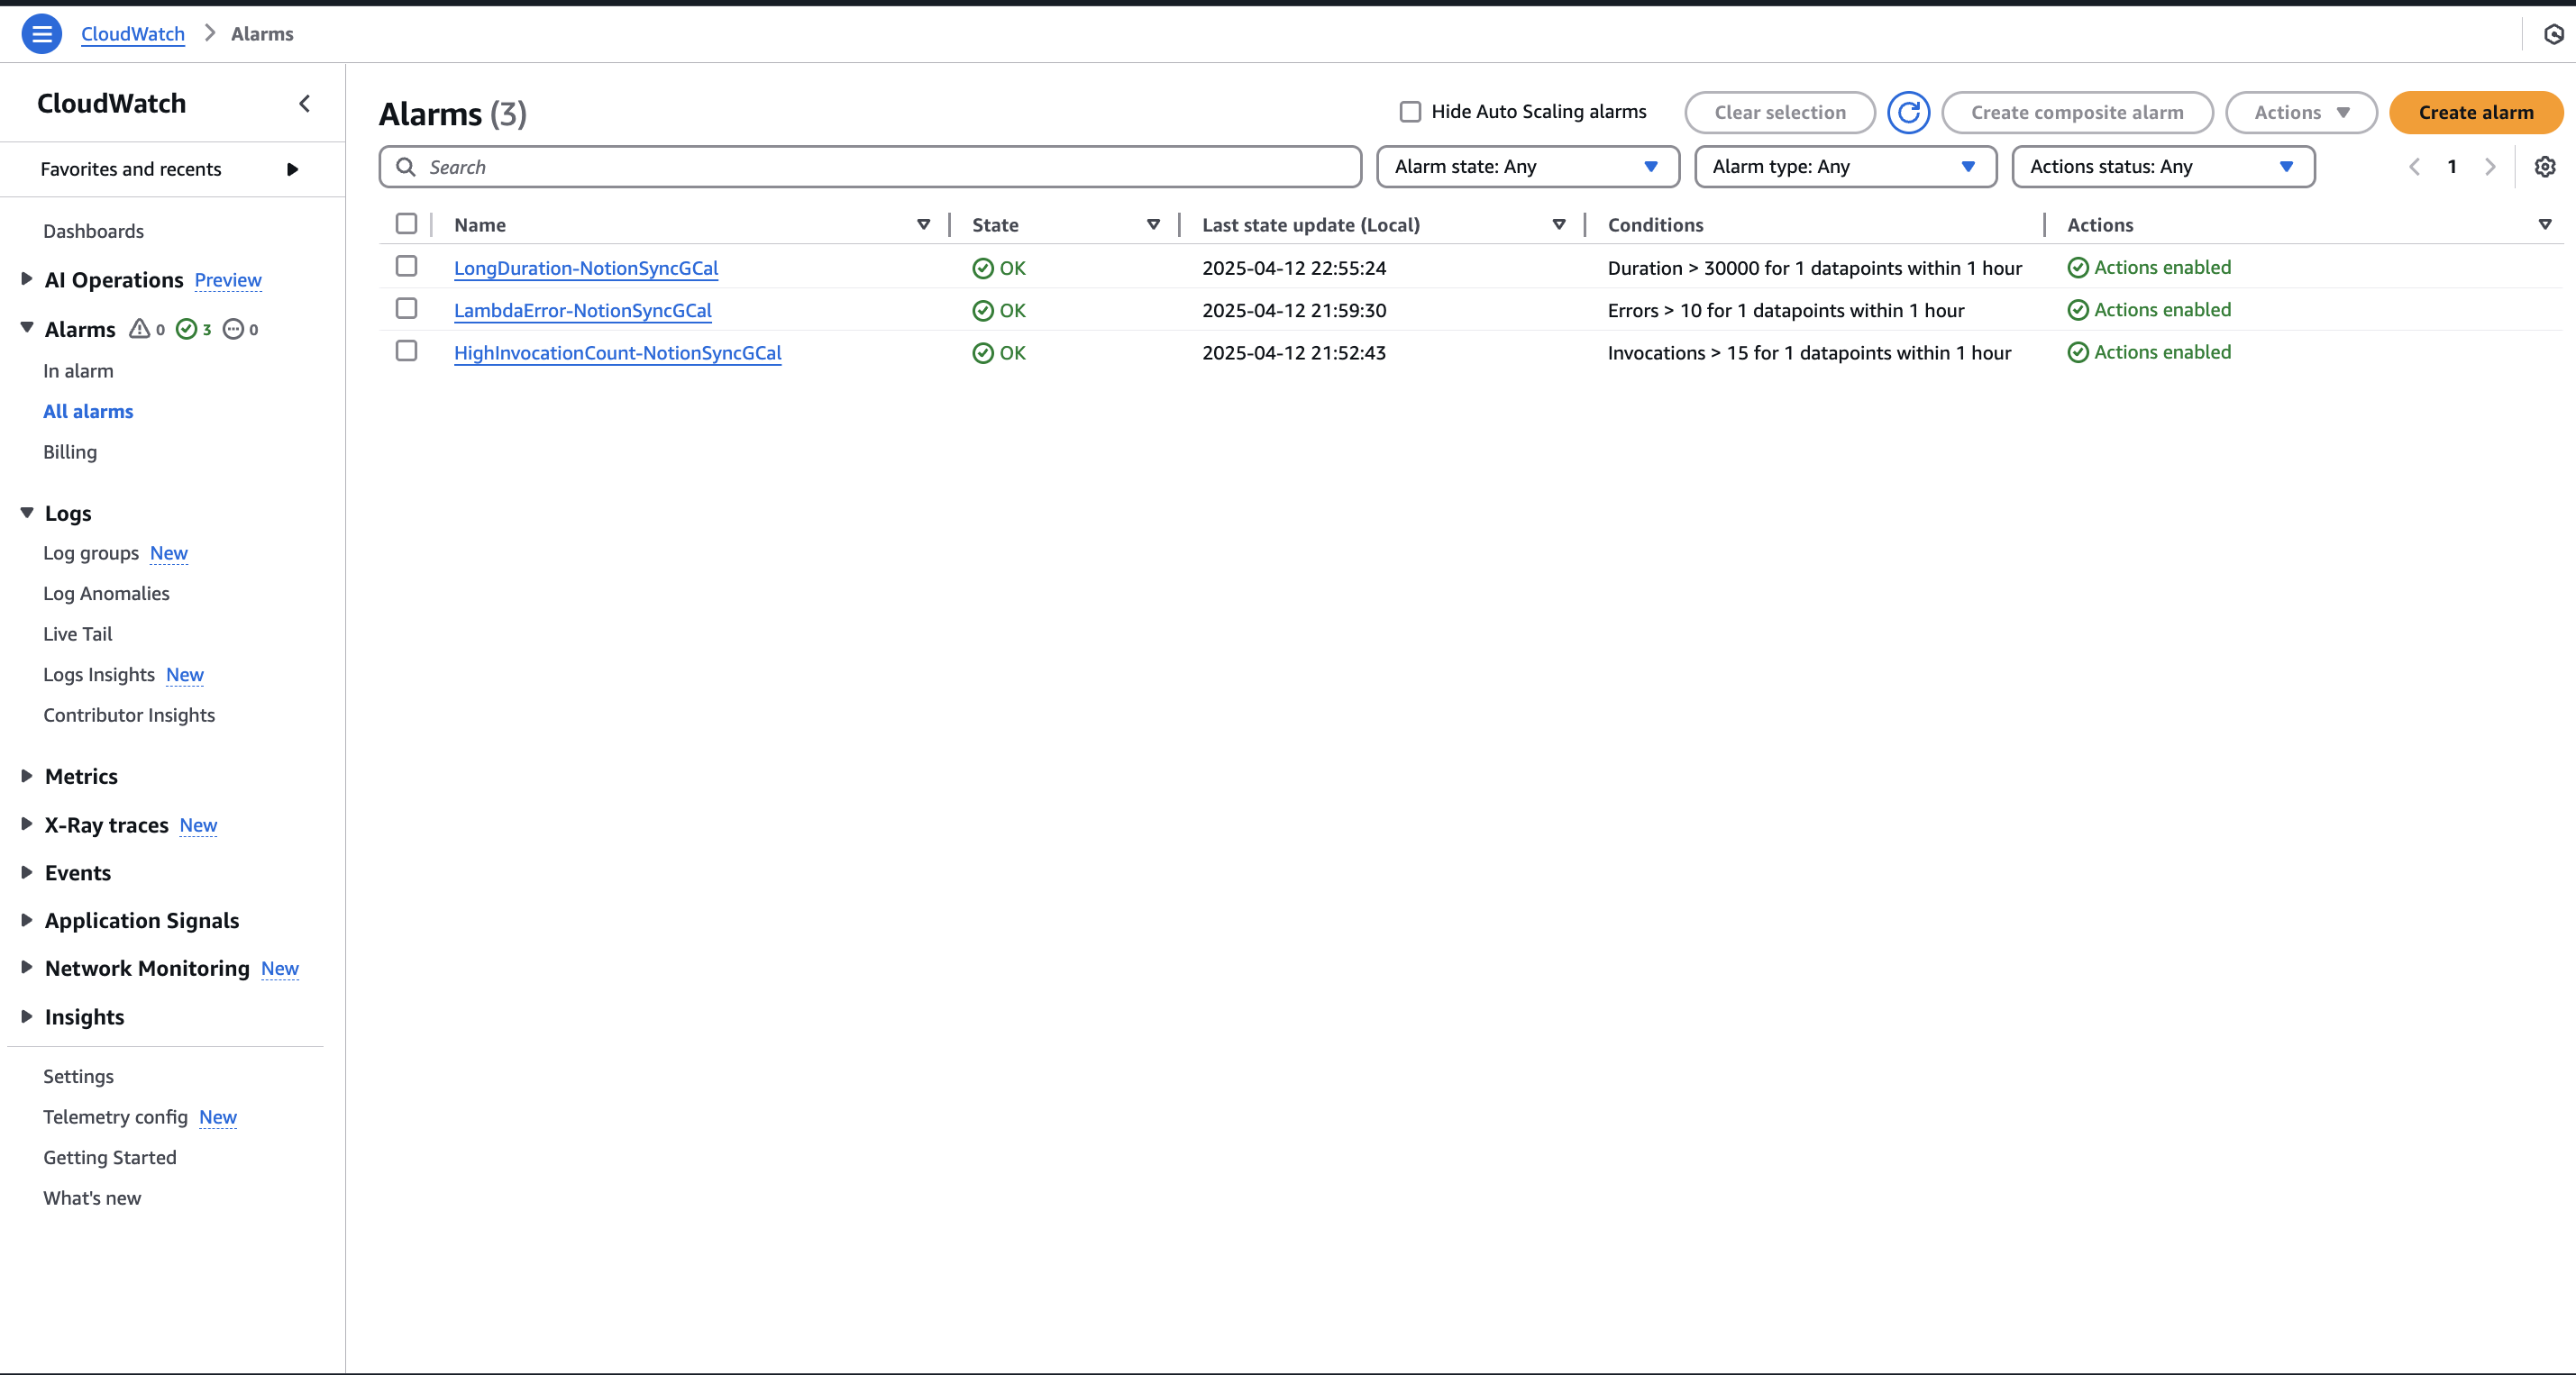 CloudWatch > Alarms
CloudWatch
Favorites and recents
Dashboards
AI Operations Preview
Alarms 0 3 0
In alarm
All alarms
Billing
Logs
Log groups New
Log Anomalies
Live Tail
Logs Insights New
Contributor Insights
Metrics
X-Ray traces New
Events
Application Signals
Network Monitoring New
Insights
Settings
Telemetry config New
Getting Started
What's new
Alarms (3)
Hide Auto Scaling alarms Clear selection Create composite alarm Actions Create alarm
Search Alarm state: Any Alarm type: Any Actions status: Any 1
Name State Last state update (Local) Conditions Actions
LongDuration-NotionSyncGCal OK 2025-04-12 22:55:24 Duration > 30000 for 1 datapoints within 1 hour Actions enabled
LambdaError-NotionSyncGCal OK 2025-04-12 21:59:30 Errors > 10 for 1 datapoints within 1 hour Actions enabled
HighInvocationCount-NotionSyncGCal OK 2025-04-12 21:52:43 Invocations > 15 for 1 datapoints within 1 hour Actions enabled